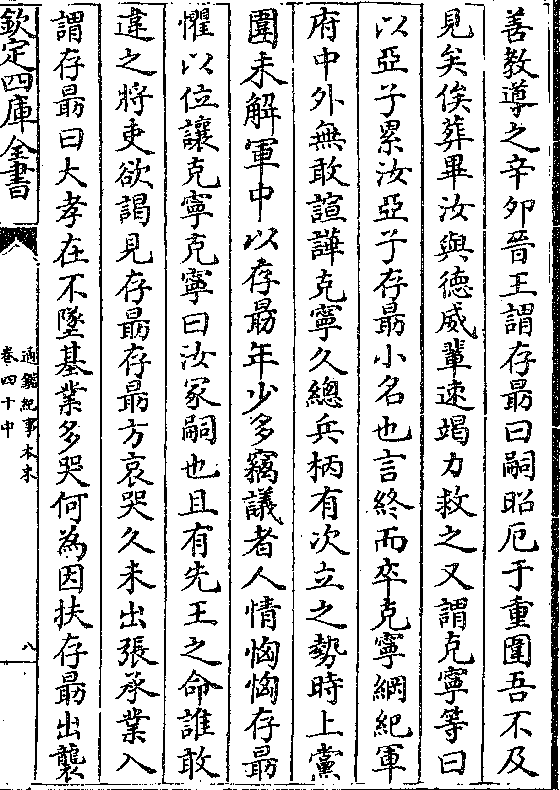 善教導之辛卯晉王謂存勗曰嗣昭厄于重圍吾不及
見矣俟葬畢汝與德威輩速竭力救之又謂克寧等曰
以亞子累汝亞子存勗小名也言終而卒克寧綱紀軍
府中外無敢諠譁克寧久總兵柄有次立之勢時上黨
圍未解軍中以存勗年少多竊議者人情恟恟存勗
懼以位讓克寧克寧曰汝冢嗣也且有先王之命誰敢
違之將吏欲謁見存勗存勗方哀哭久未出張承業入
謂存勗曰大孝在不墜基業多哭何為因扶存勗出襲
欽定四庫全書
通鑑紀事本末
卷四十中
八